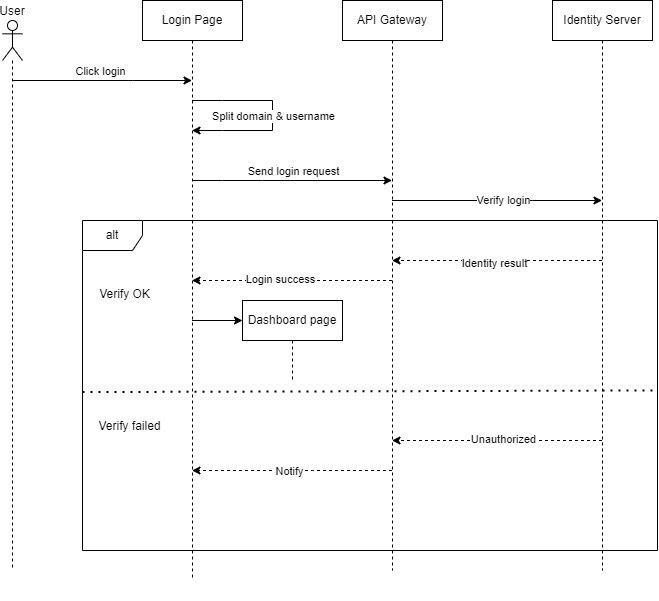 User
Login Page
API Gateway
Identity Server
Click login
Split domain & username
Send login request
Verify login
alt
Identity result
Login success
Verify OK
Dashboard page
Verify failed
Unauthorized
Notify